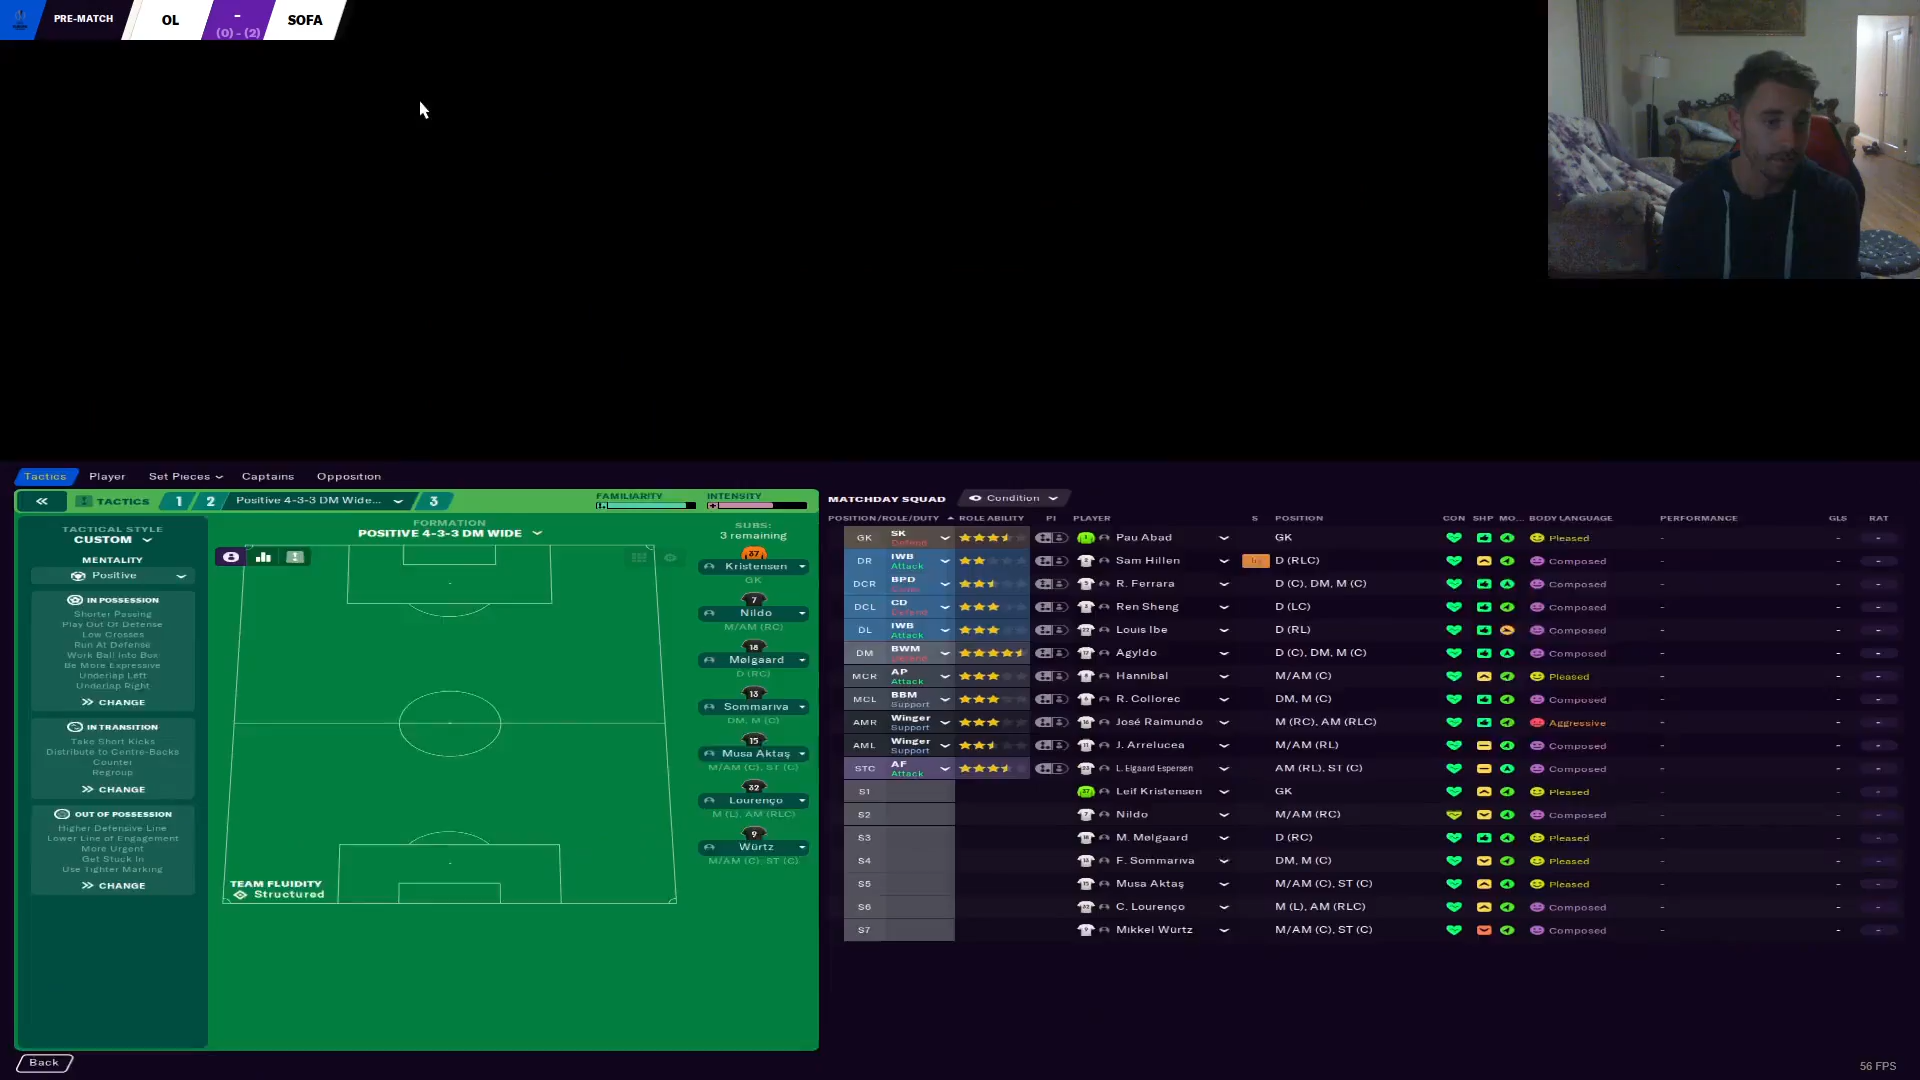 PRE-MATCH OL - (0) - (2) SOFA
Tactics Player Set Pieces Captains Opposition
TACTICS 1 2 Positive 4-3-3 DM Wide... 3 FAMILIARITY INTENSITY
TACTICAL STYLE
CUSTOM
MENTALITY
Positive
IN POSSESSION
Shorter Passing
Play Out Of Defense
Low Crosses
Run At Defense
Work Ball Into Box
Be More Expressive
Underlap Left
Underlap Right
CHANGE
IN TRANSITION
Take Short Kicks
Distribute to Centre-Backs
Counter
Regroup
CHANGE
OUT OF POSSESSION
Higher Defensive Line
Lower Line of Engagement
More Urgent
Get Stuck In
Use Tighter Marking
CHANGE
FORMATION
POSITIVE 4-3-3 DM WIDE
TEAM FLUIDITY
Structured
SUBS:
3 remaining
37
Kristensen
GK
7
Nildo
M/AM (RC)
18
Mølgaard
D (RC)
13
Sommariva
DM, M (C)
15
Musa Aktaş
M/AM (C), ST (C)
32
Lourenço
M (L), AM (RLC)
9
Würtz
M/AM (C), ST (C)
MATCHDAY SQUAD Condition
POSITION/ROLE/DUTY ROLE ABILITY PI PLAYER S POSITION CON SHP MO... BODY LANGUAGE PERFORMANCE GLS RAT
GK SK Defend Pau Abad GK Pleased - - -
DR IWB Attack Sam Hillen D (RLC) Composed - - -
DCR BPD R. Ferrara D (C), DM, M (C) Composed - - -
DCL CD Defend Ren Sheng D (LC) Composed - - -
DL IWB Attack Louis Ibe D (RL) Composed - - -
DM BWM Defend Agyldo D (C), DM, M (C) Composed - - -
MCR AP Attack Hannibal M/AM (C) Pleased - - -
MCL BBM Support R. Collorec DM, M (C) Composed - - -
AMR Winger Support José Raimundo M (RC), AM (RLC) Aggressive - - -
AML Winger Support J. Arrelucea M/AM (RL) Composed - - -
STC AF Attack L. Elgaard Espersen AM (RL), ST (C) Composed - - -
S1 Leif Kristensen GK Pleased - - -
S2 Nildo M/AM (RC) Composed - - -
S3 M. Mølgaard D (RC) Pleased - - -
S4 F. Sommariva DM, M (C) Pleased - - -
S5 Musa Aktaş M/AM (C), ST (C) Pleased - - -
S6 C. Lourenço M (L), AM (RLC) Composed - - -
S7 Mikkel Würtz M/AM (C), ST (C) Composed - - -
Back
56 FPS